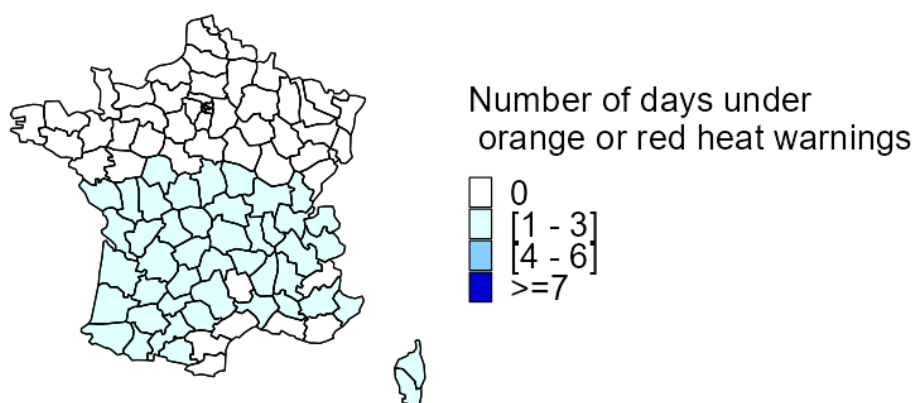 Number of days under
orange or red heat warnings
0
[1 - 3]
[4 - 6]
>=7